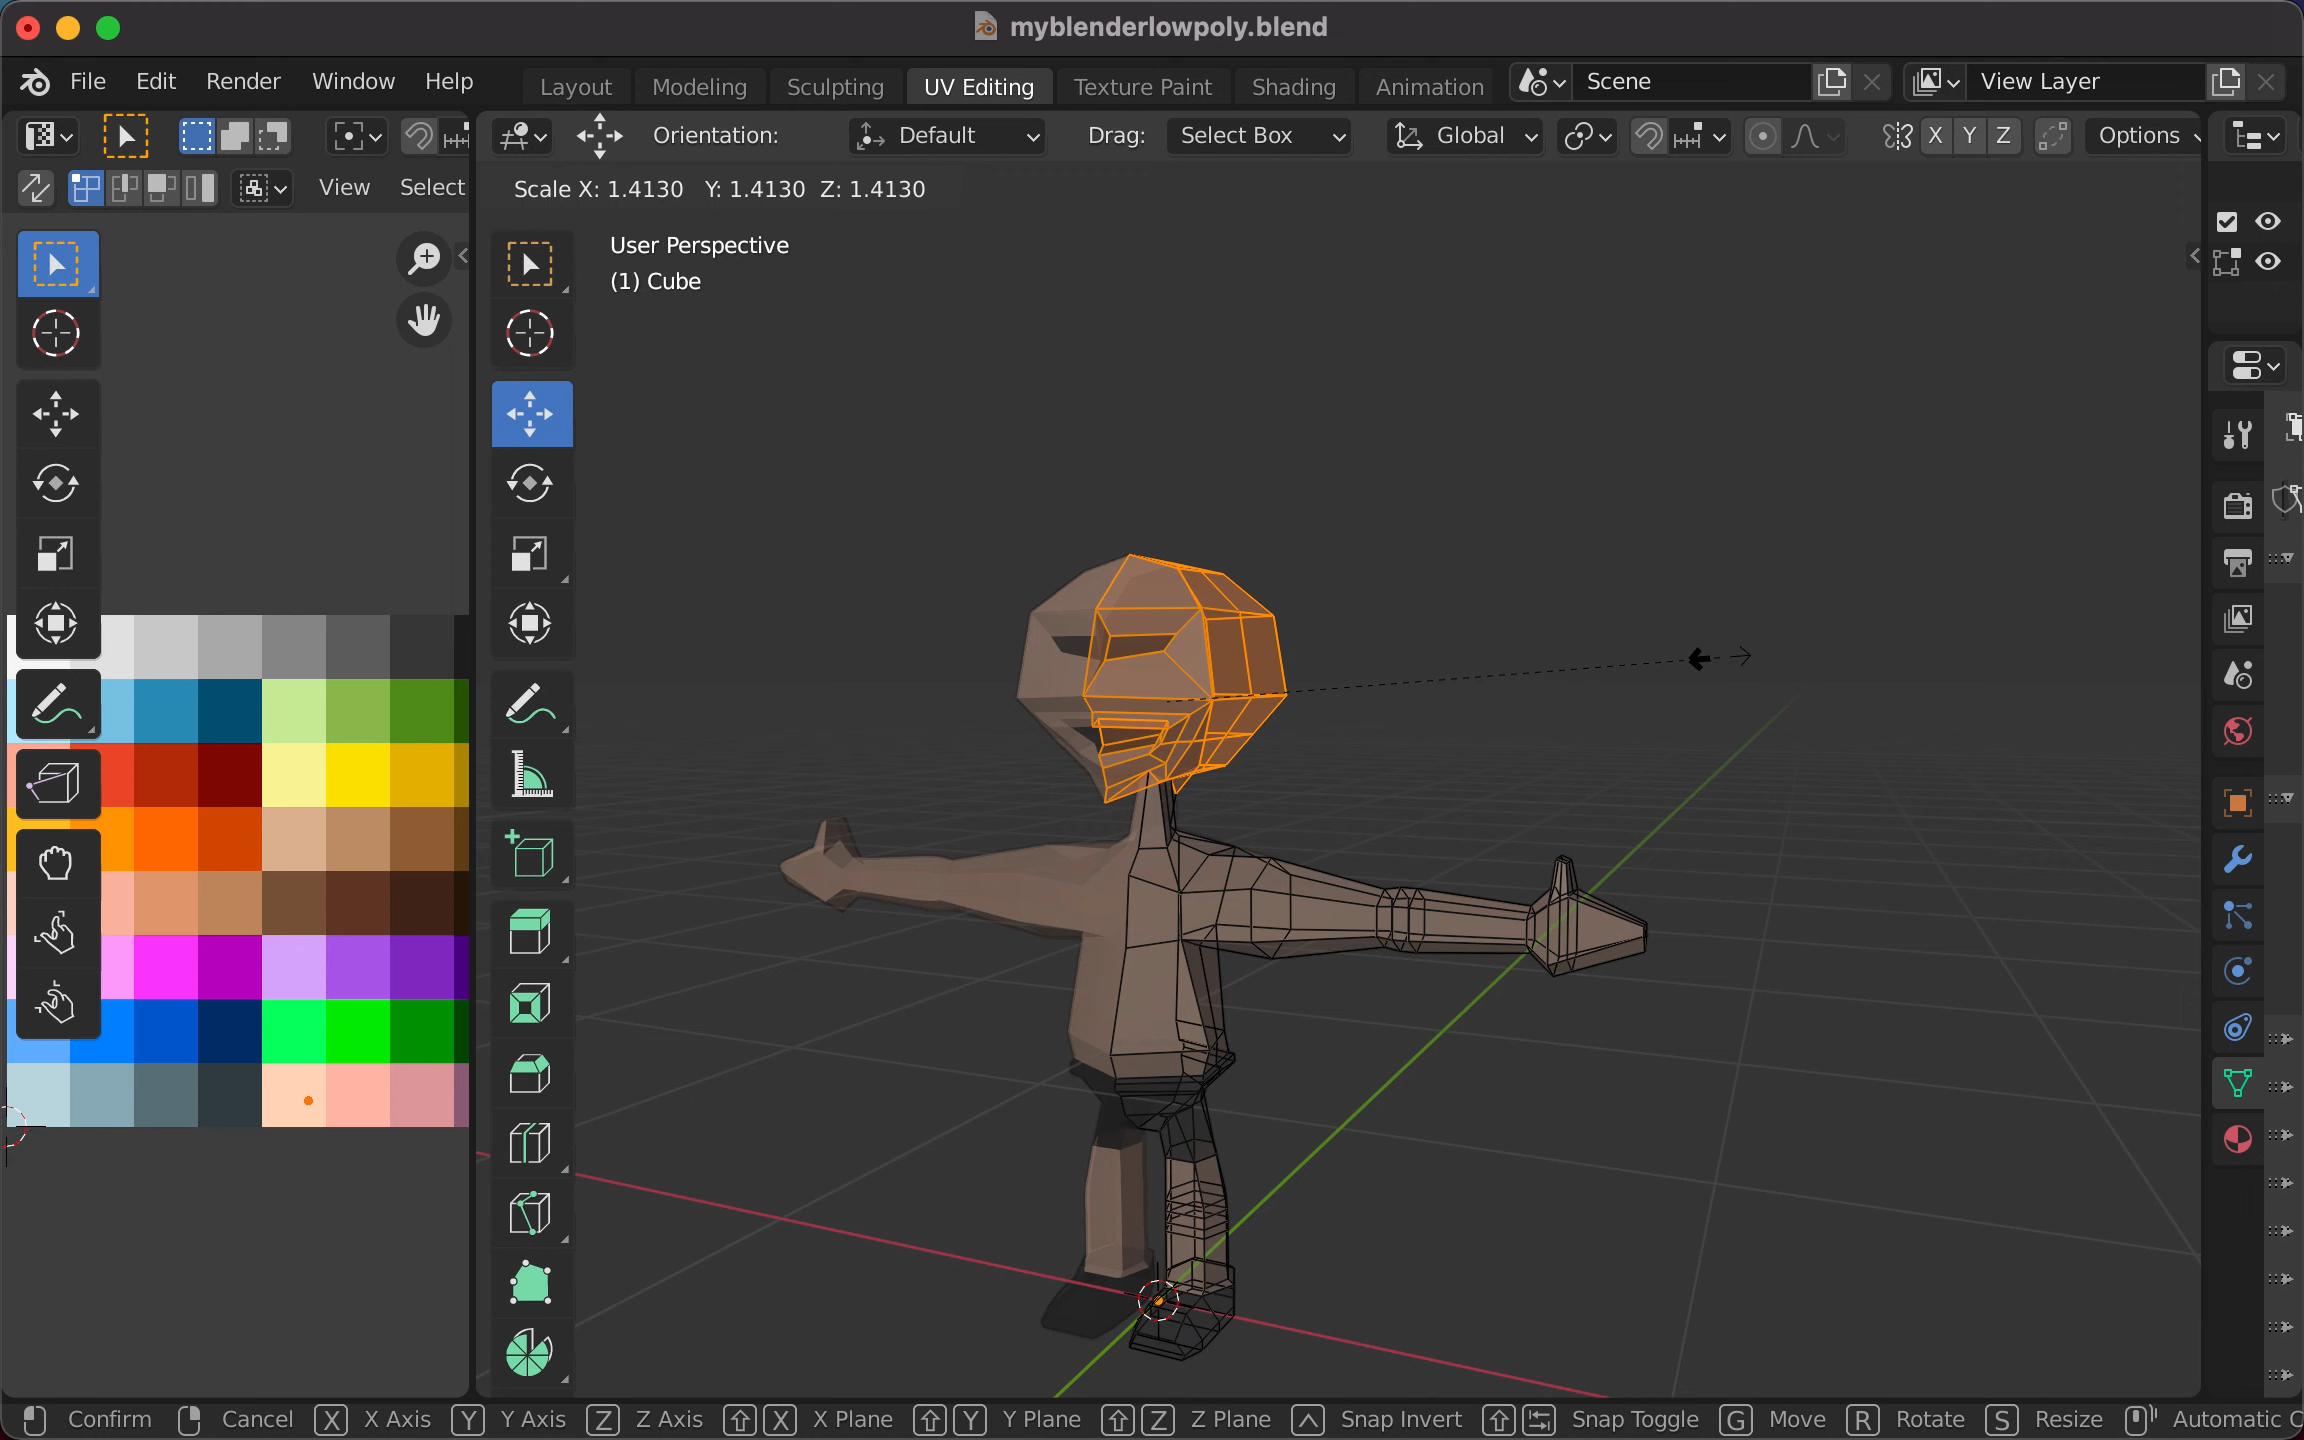 myblenderlowpoly.blend
File Edit Render Window Help Layout Modeling Sculpting UV Editing Texture Paint Shading Animation Scene View Layer
Orientation: Default Drag: Select Box Global X Y Z Options
View Select Scale X: 1.4130 Y: 1.4130 Z: 1.4130
User Perspective
(1) Cube
Confirm Cancel X X Axis Y Y Axis Z Z Axis X X Plane Y Y Plane Z Z Plane Snap Invert Snap Toggle G Move R Rotate S Resize Automatic